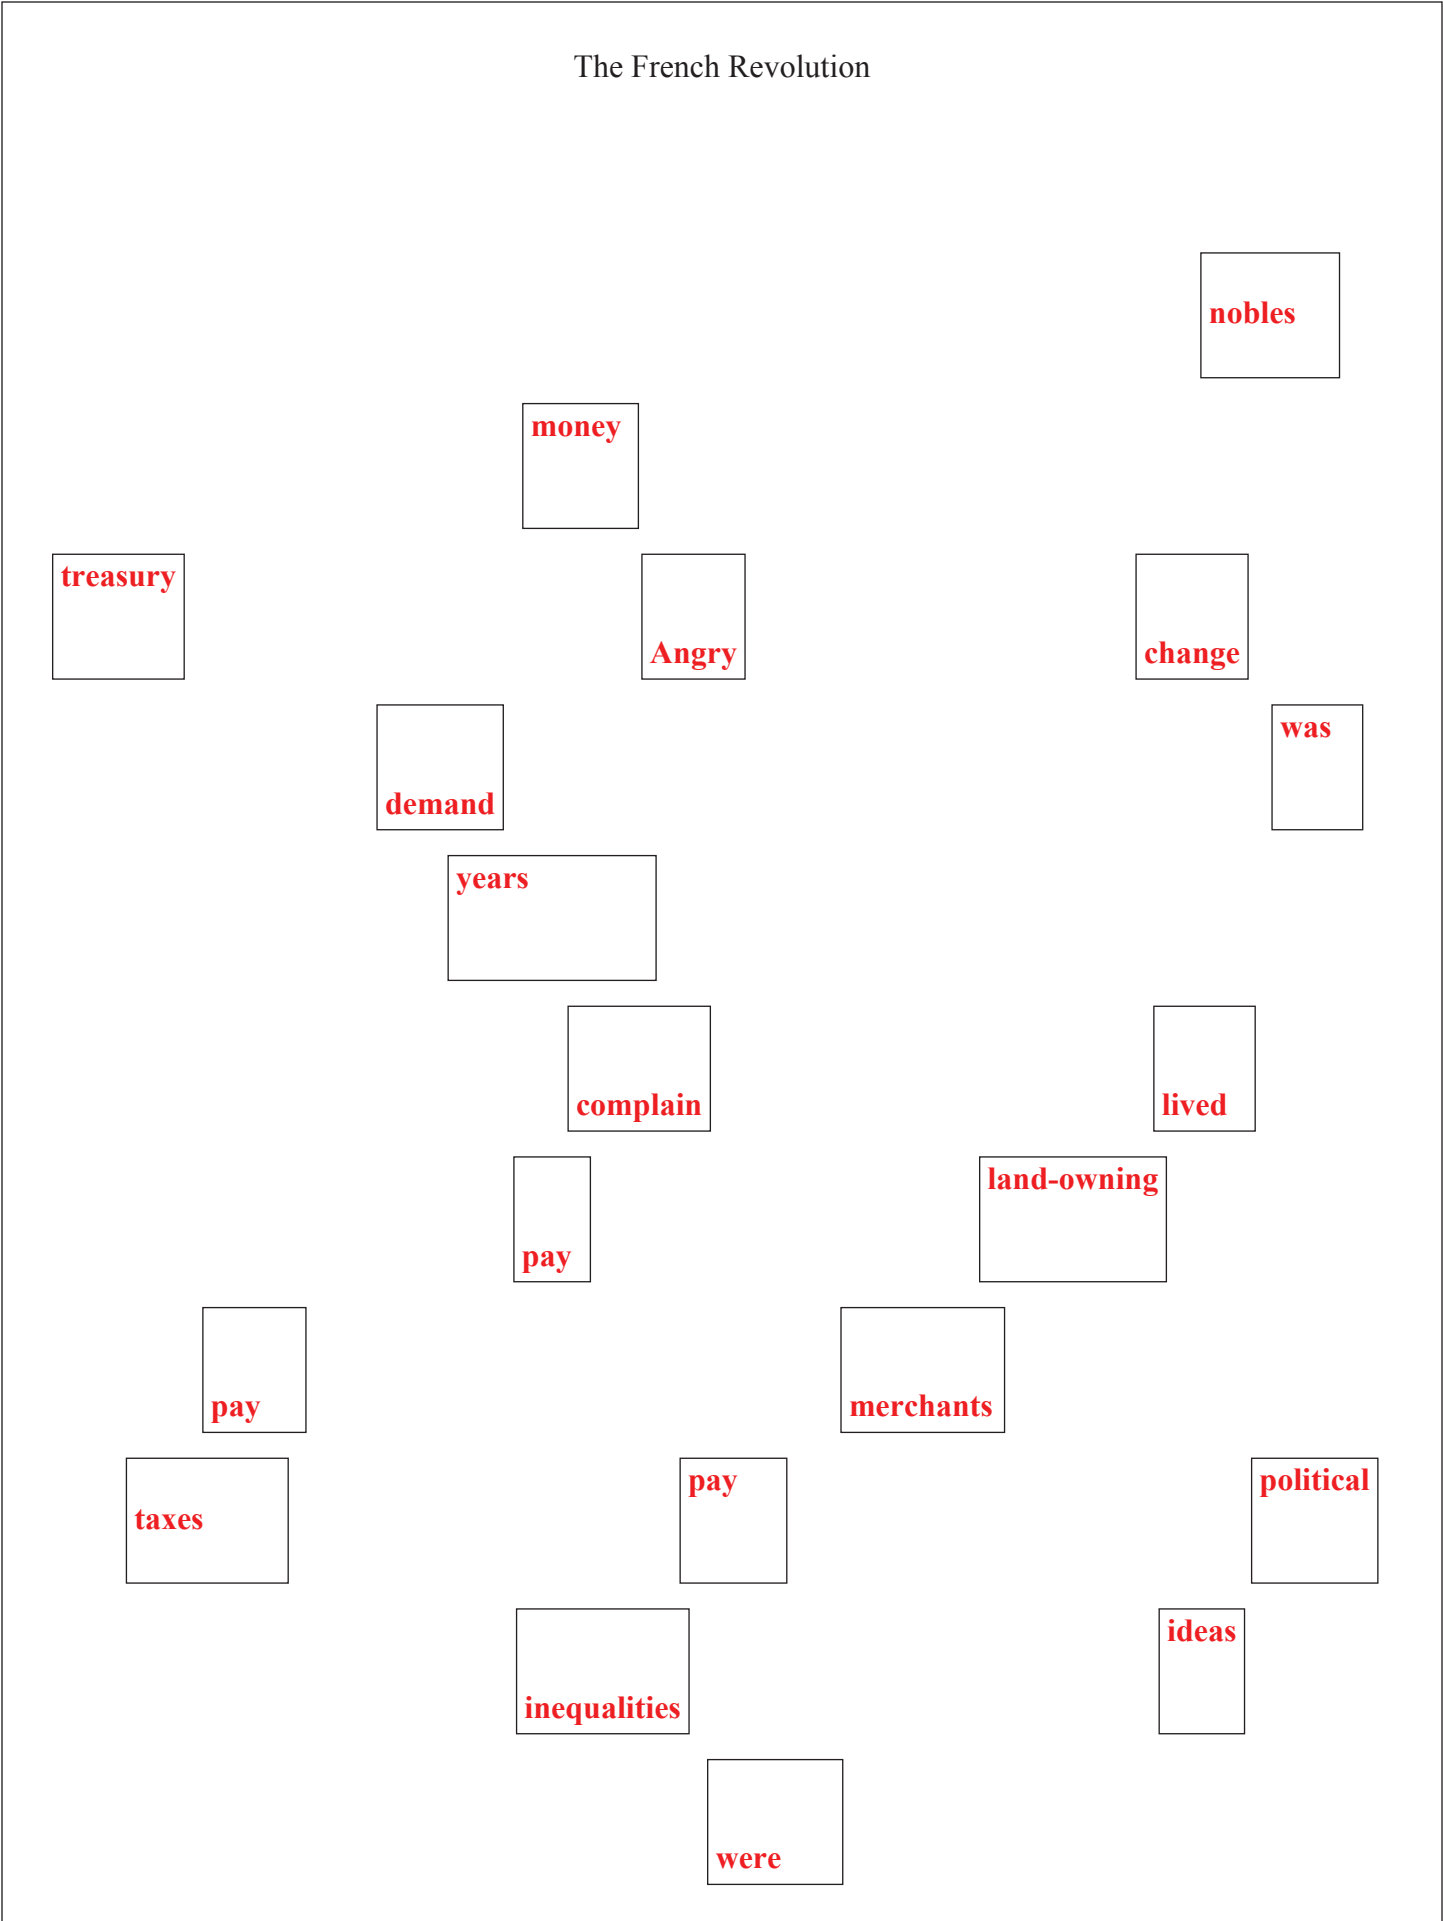 The French Revolution
nobles
money
treasury
Angry
change
demand
was
years
complain
lived
pay
land-owning
pay
merchants
taxes
pay
political
inequalities
ideas
were